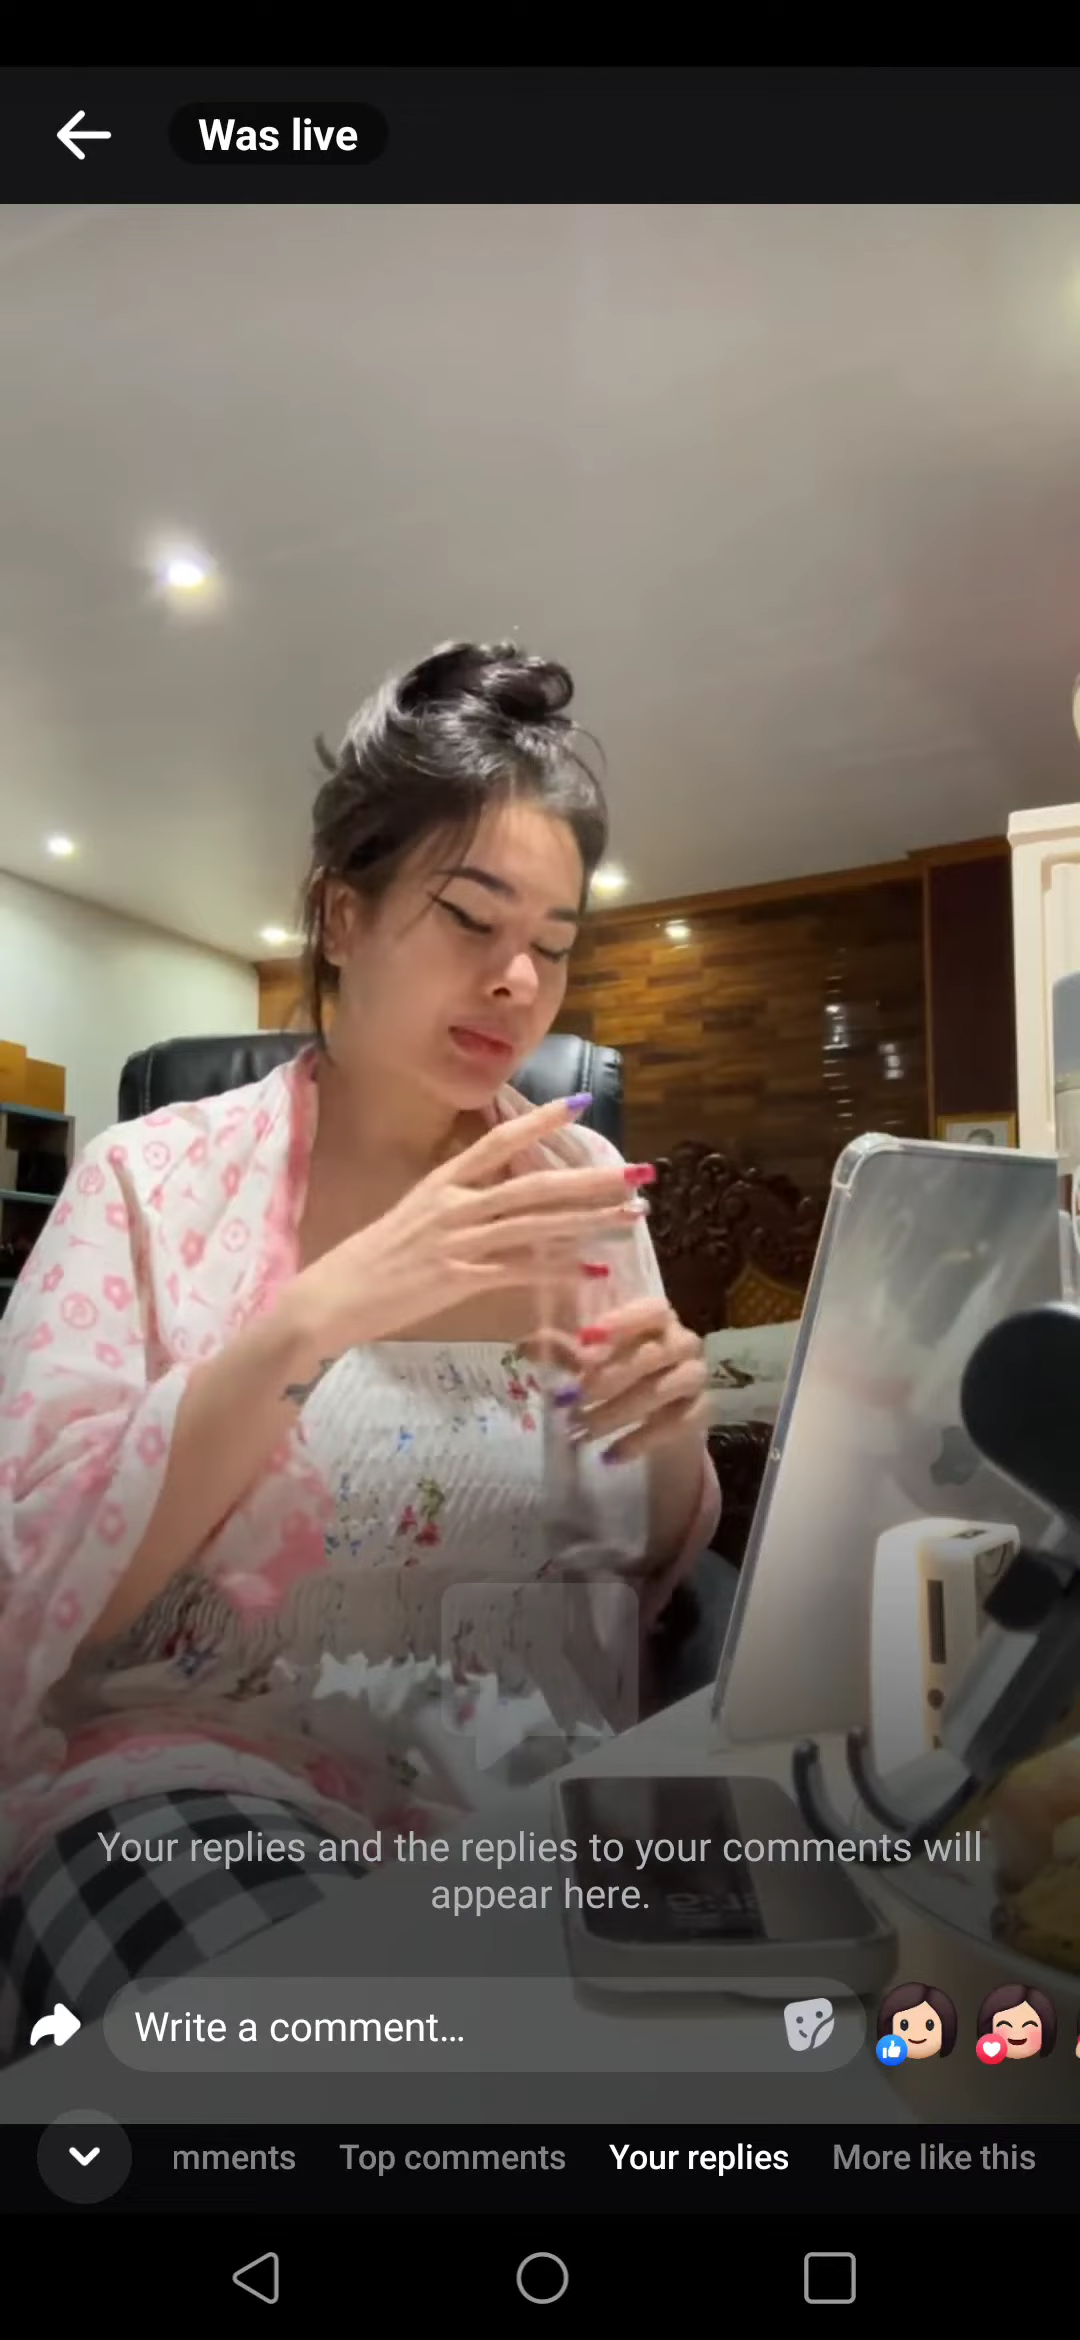 Was live
Your replies and the replies to your comments will
appear here.
Write a comment...
mments Top comments Your replies More like this